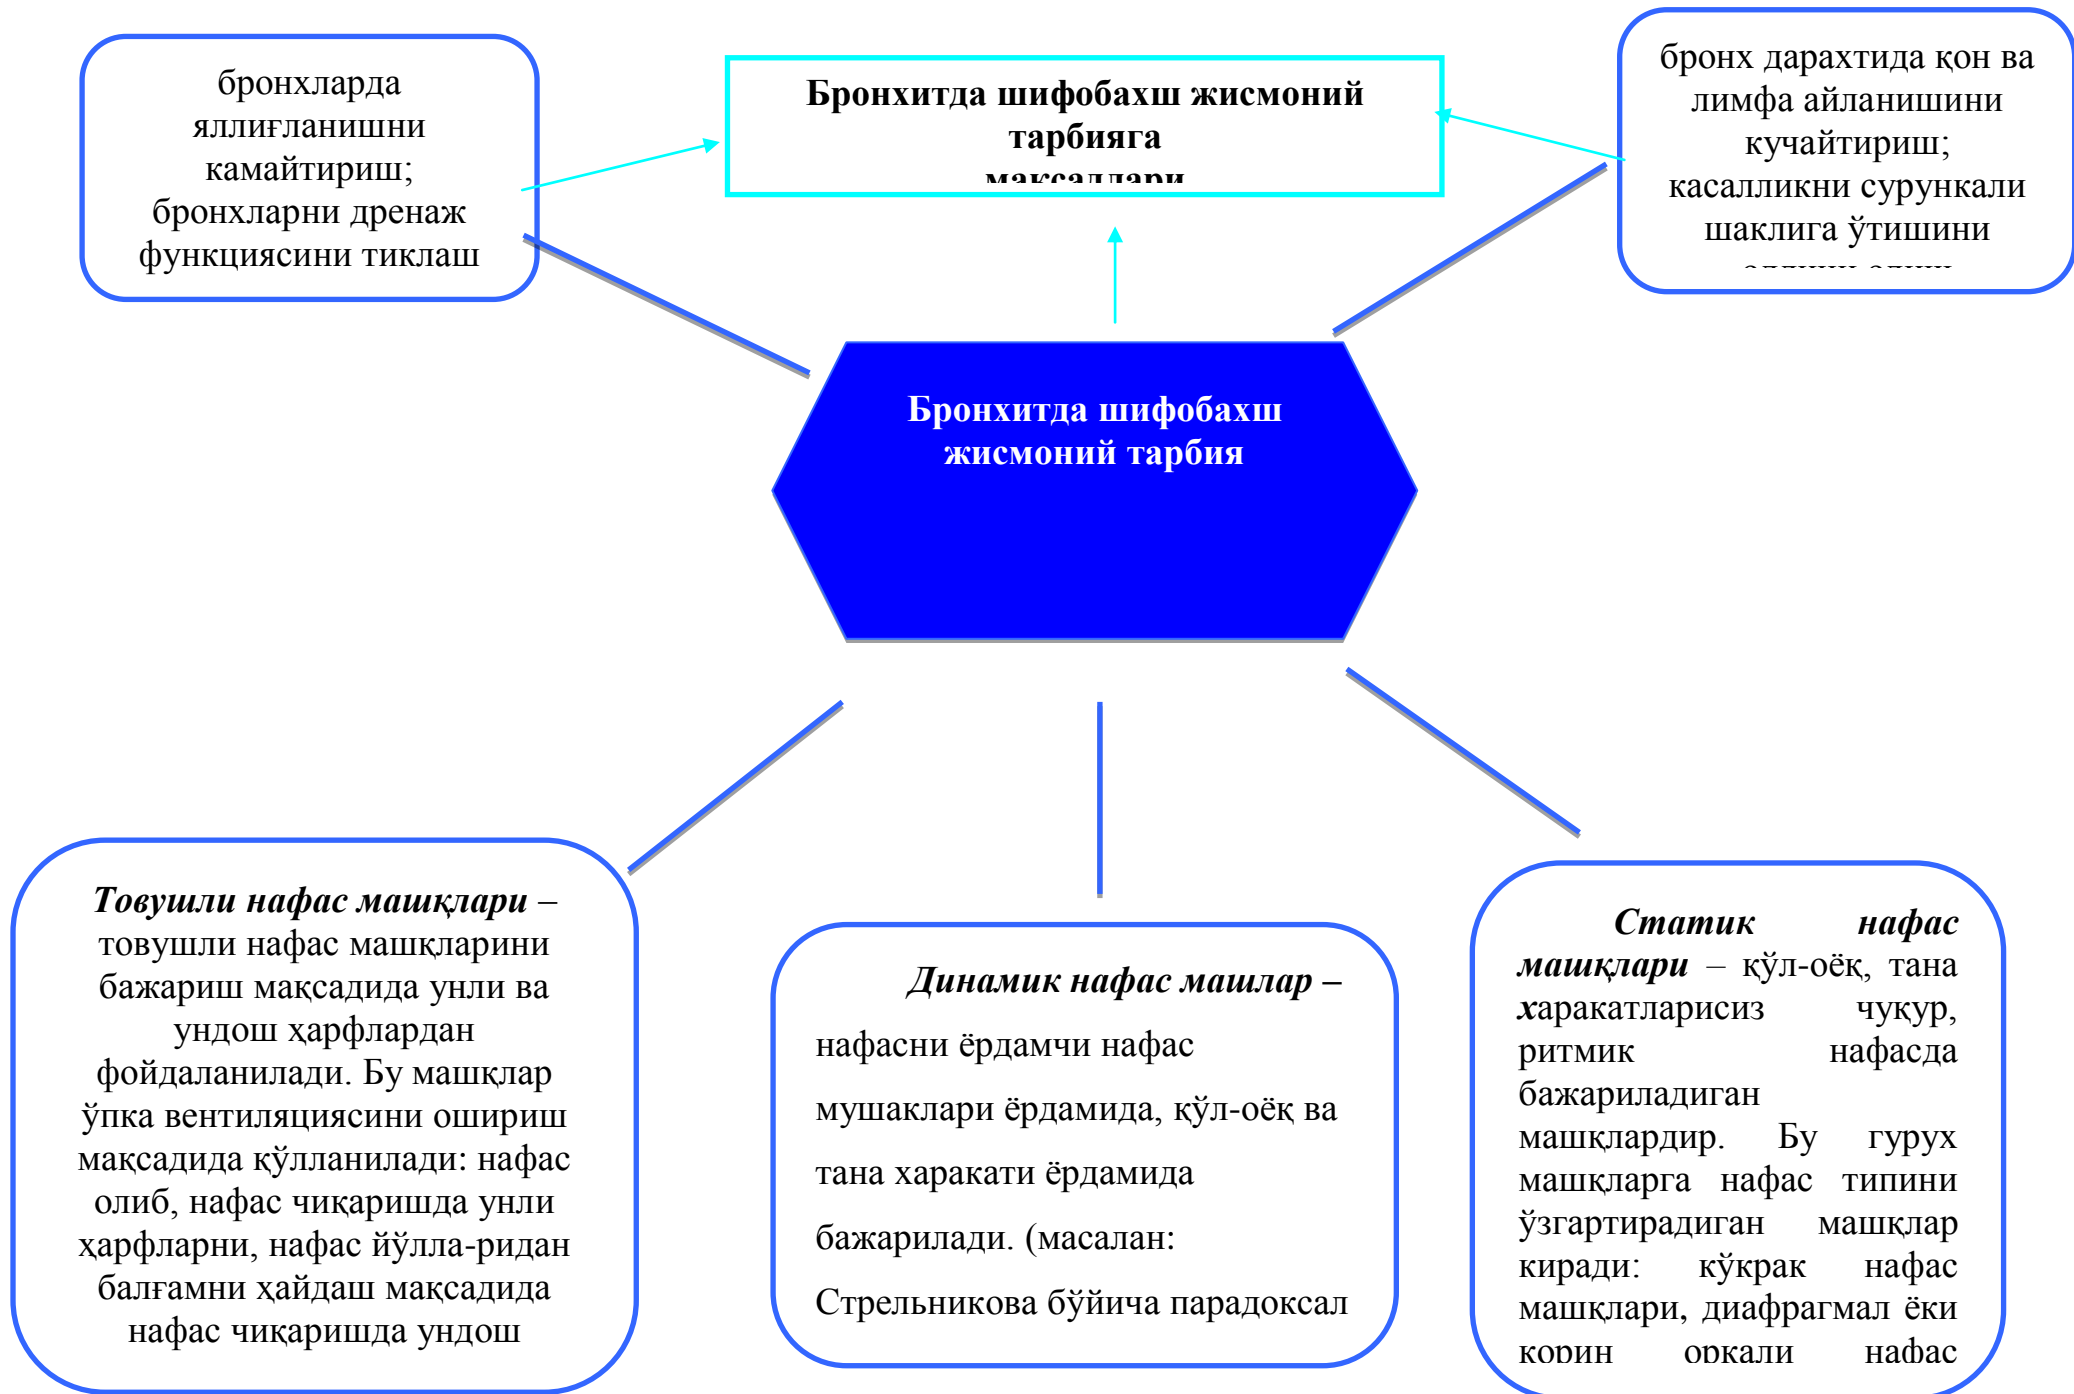 бронхларда
яллиғланишни
камайтириш;
бронхларни дренаж
функциясини тиклаш
Бронхитда шифобахш жисмоний
тарбияга
мақсадлари
бронх дарахтида қон ва
лимфа айланишини
кучайтириш;
касалликни сурункали
шаклига ўтишини
Бронхитда шифобахш
жисмоний тарбия
Товушли нафас машқлари –
товушли нафас машқларини
бажариш мақсадида унли ва
ундош ҳарфлардан
фойдаланилади. Бу машқлар
ўпка вентиляциясини ошириш
мақсадида қўлланилади: нафас
олиб, нафас чиқаришда унли
ҳарфларни, нафас йўлла-ридан
балғамни ҳайдаш мақсадида
нафас чиқаришда ундош
Динамик нафас машлар –
нафасни ёрдамчи нафас
мушаклари ёрдамида, қўл-оёқ ва
тана харакати ёрдамида
бажарилади. (масалан:
Стрельникова бўйича парадоксал
Статик нафас
машқлари – қўл-оёқ, тана
харакатларисиз чуқур,
ритмик нафасда
бажариладиган
машқлардир. Бу гурух
машқларга нафас типини
ўзгартирадиган машқлар
киради: кўкрак нафас
машқлари, диафрагмал ёки
қорин орқали нафас